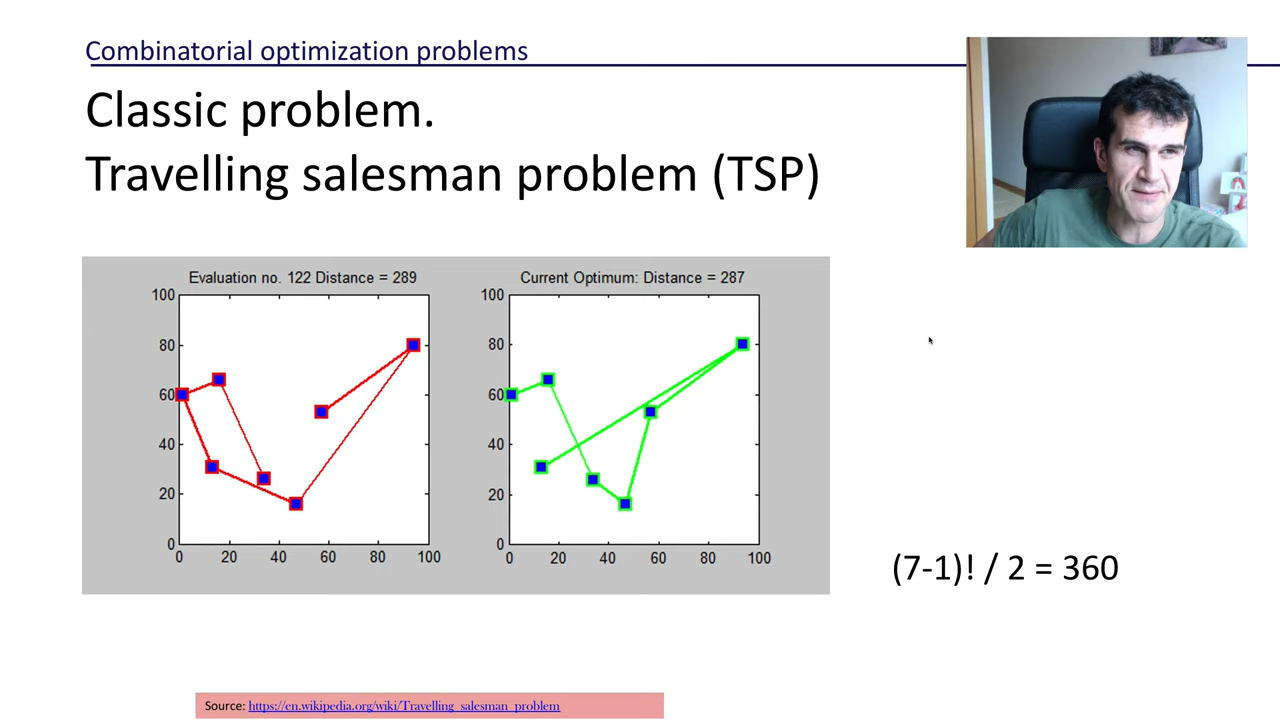 Combinatorial optimization problems
Classic problem.
Travelling salesman problem (TSP)
Evaluation no. 122 Distance = 289
100
80
60
40
20
0
0 20 40 60 80 100
Current Optimum: Distance = 287
100
80
60
40
20
0
0 20 40 60 80 100
(7-1)! / 2 = 360
Source: https://en.wikipedia.org/wiki/Travelling_salesman_problem